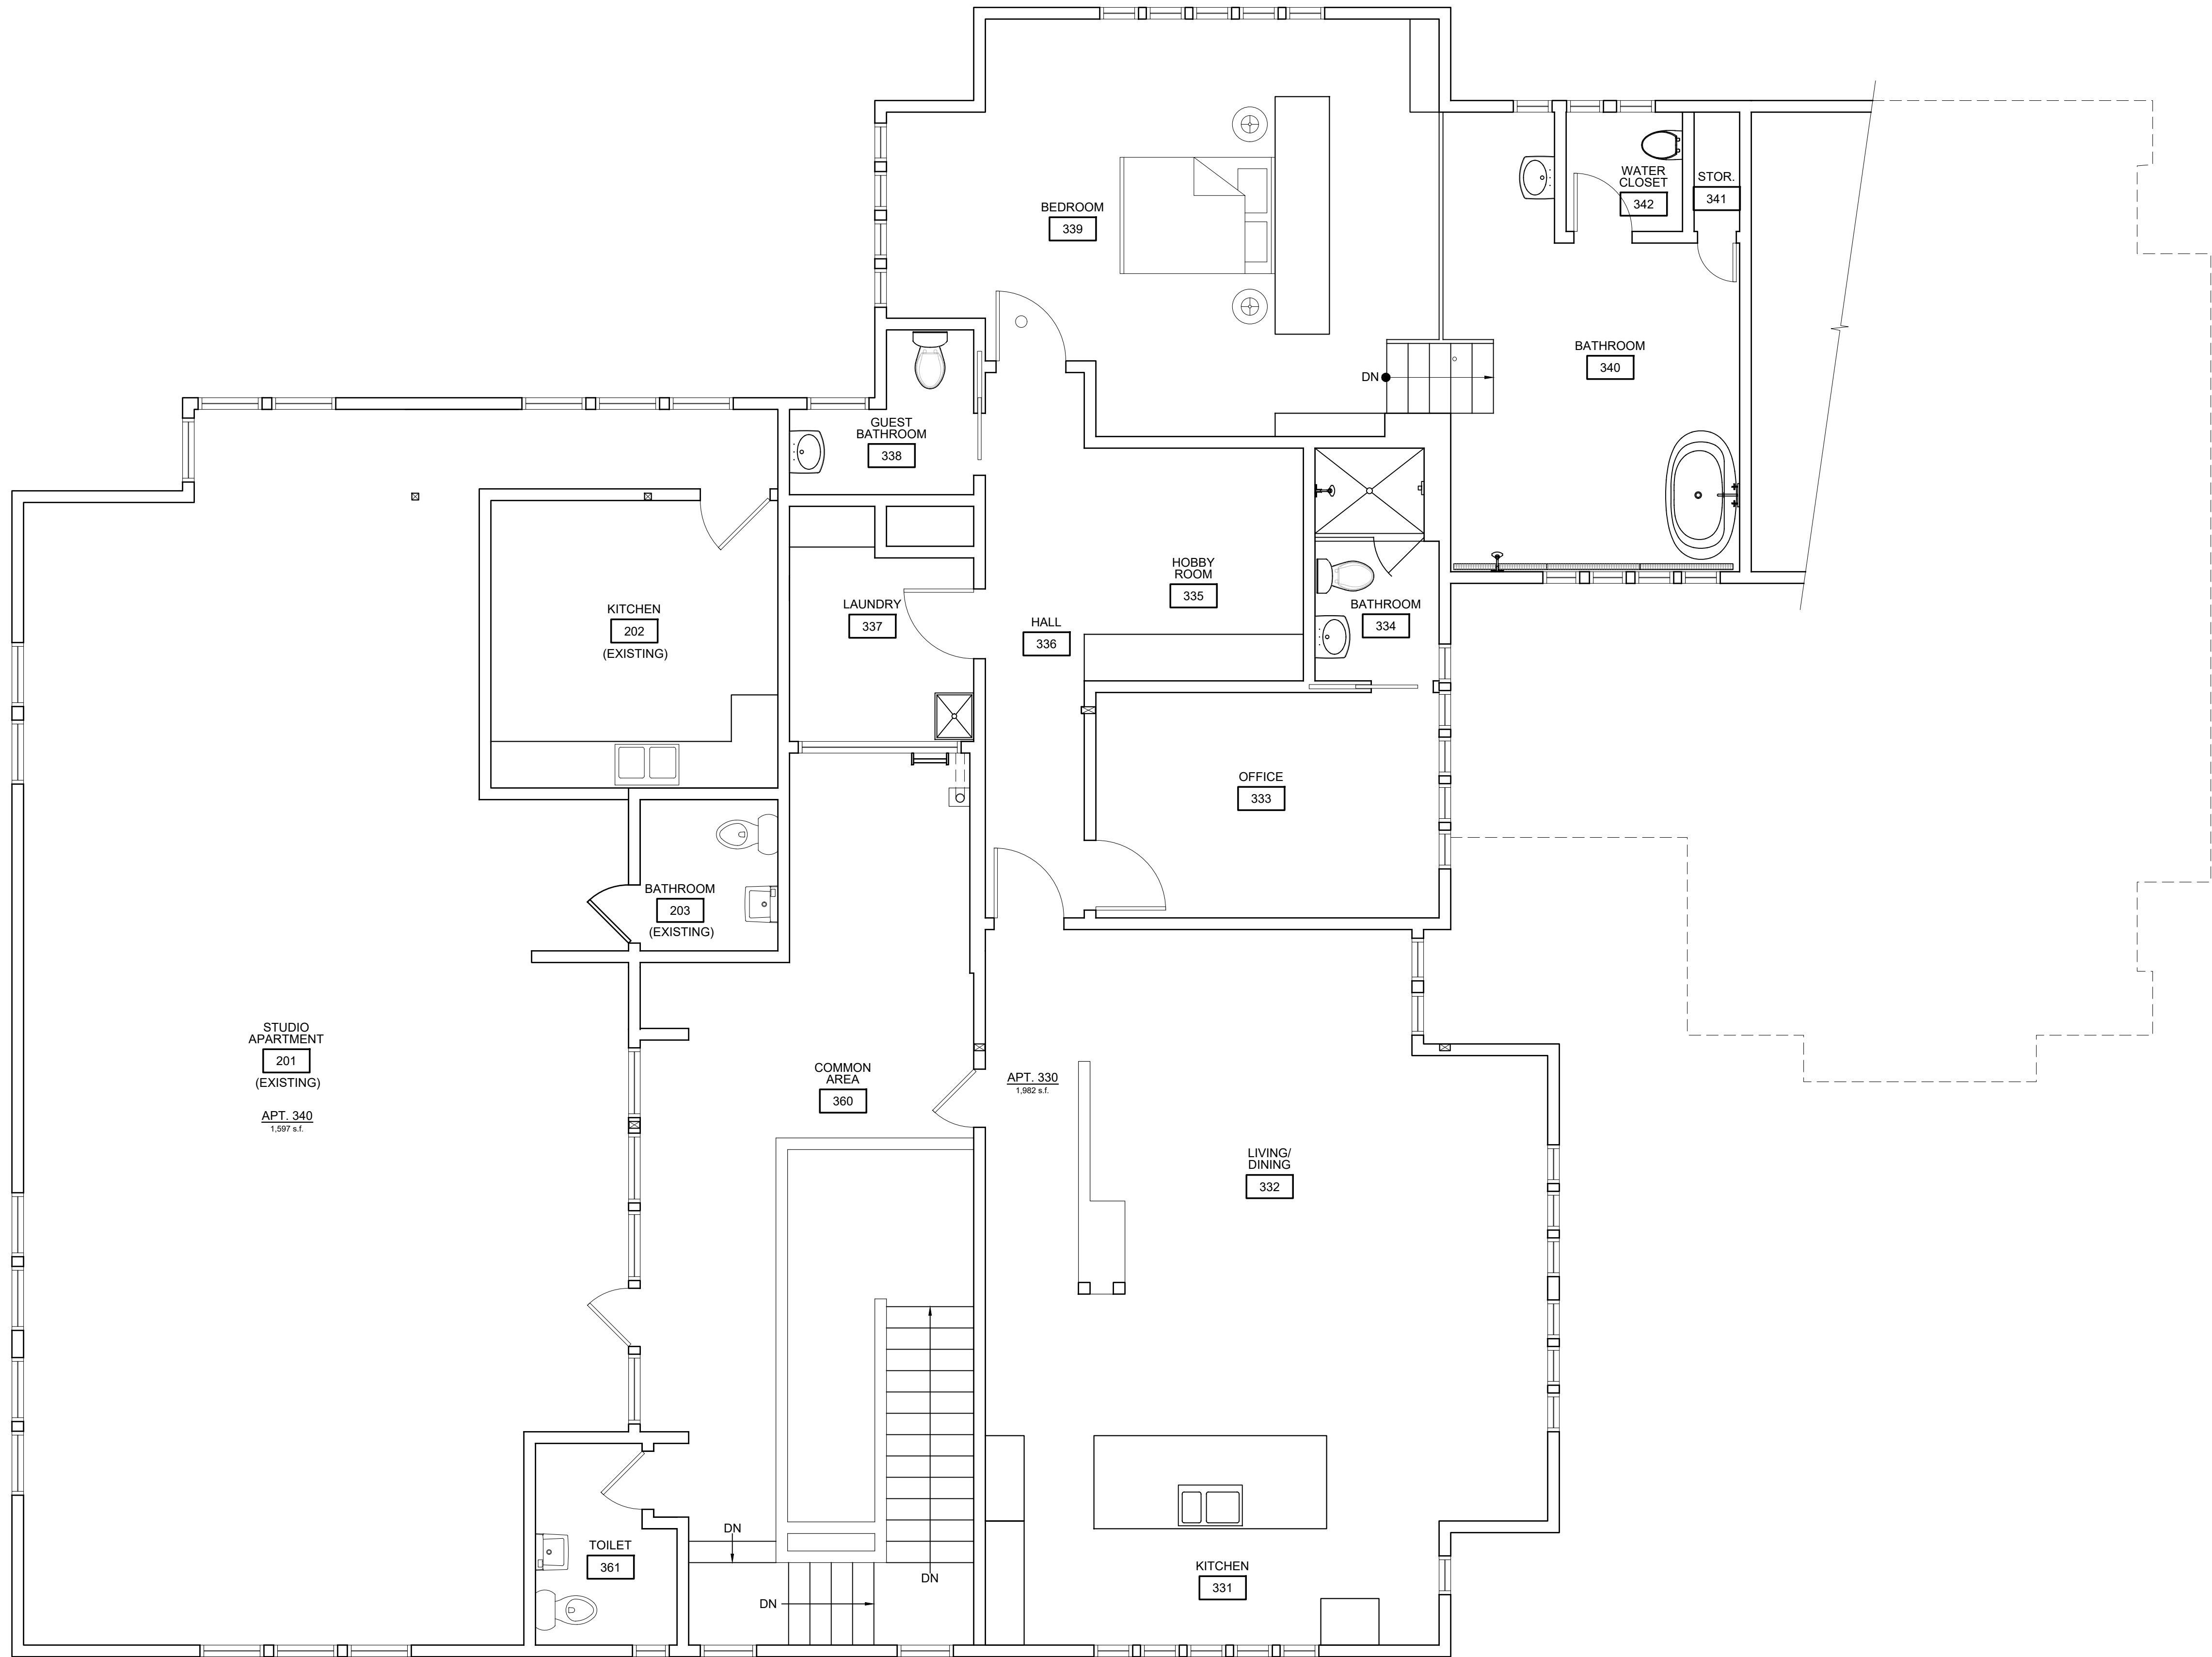 BEDROOM
339
WATER
CLOSET
342
STOR.
341
BATHROOM
340
DN
GUEST
BATHROOM
338
HOBBY
ROOM
335
KITCHEN
202
(EXISTING)
LAUNDRY
337
HALL
336
BATHROOM
334
OFFICE
333
BATHROOM
203
(EXISTING)
STUDIO
APARTMENT
201
(EXISTING)
APT. 340
1,597 s.f.
COMMON
AREA
360
APT. 330
1,982 s.f.
LIVING/
DINING
332
TOILET
361
DN
DN
DN
KITCHEN
331